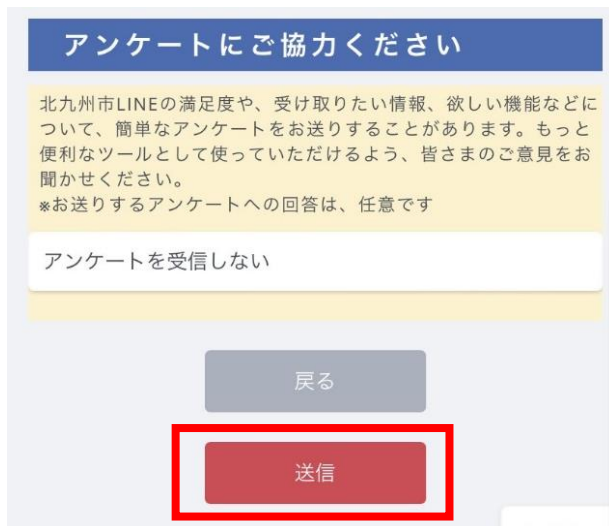 アンケートにご協力ください
北九州市LINEの満足度や、受け取りたい情報、欲しい機能などに
ついて、簡単なアンケートをお送りすることがあります。もっと
便利なツールとして使っていただけるよう、皆さまのご意見をお
聞かせください。
※お送りするアンケートへの回答は、任意です
アンケートを受信しない
戻る
送信